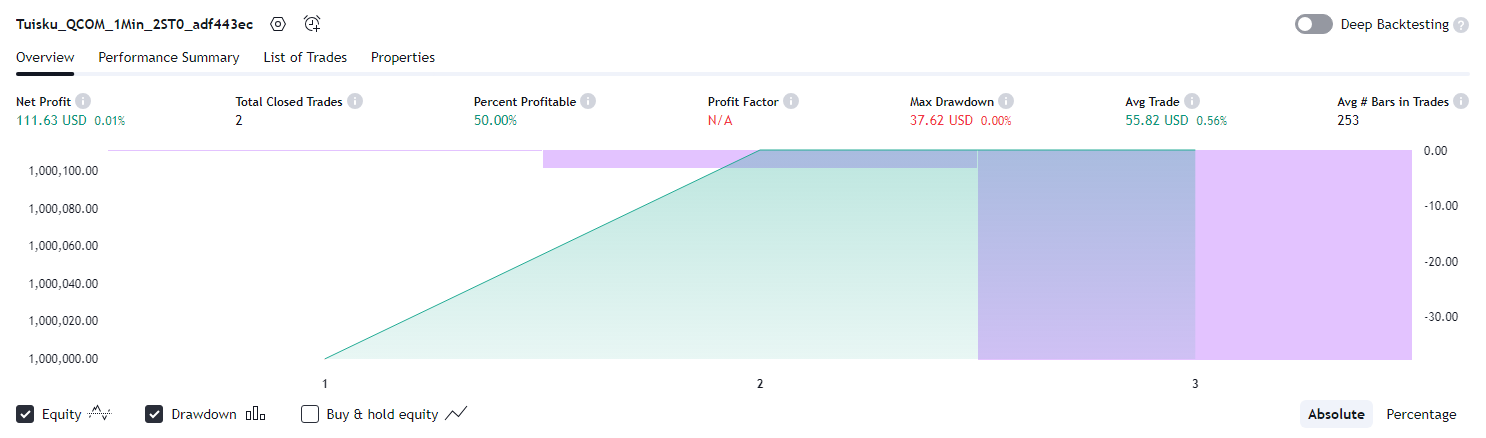 Tuisku_QCOM_1Min_2ST0_adf443ec
Deep Backtesting
Overview Performance Summary List of Trades Properties
Net Profit Total Closed Trades Percent Profitable Profit Factor Max Drawdown Avg Trade Avg # Bars in Trades
111.63 USD 0.01% 2 50.00% N/A 37.62 USD 0.00% 55.82 USD 0.56% 253
0.00
1,000,100.00
1,000,080.00 -10.00
1,000,060.00
-20.00
1,000,040.00
1,000,020.00 -30.00
1,000,000.00
1 2 3
Equity Drawdown Buy & hold equity Absolute Percentage